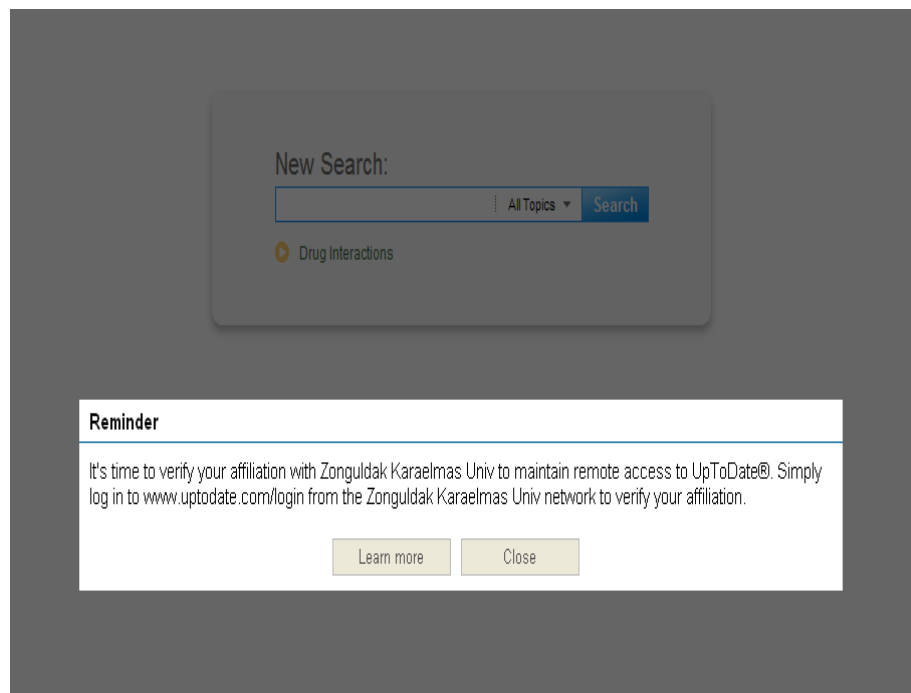 New Search:
All Topics
Search
Drug Interactions
Reminder
It's time to verify your affiliation with Zonguldak Karaelmas Univ to maintain remote access to UpToDate®. Simply
log in to www.uptodate.com/login from the Zonguldak Karaelmas Univ network to verify your affiliation.
Learn more
Close